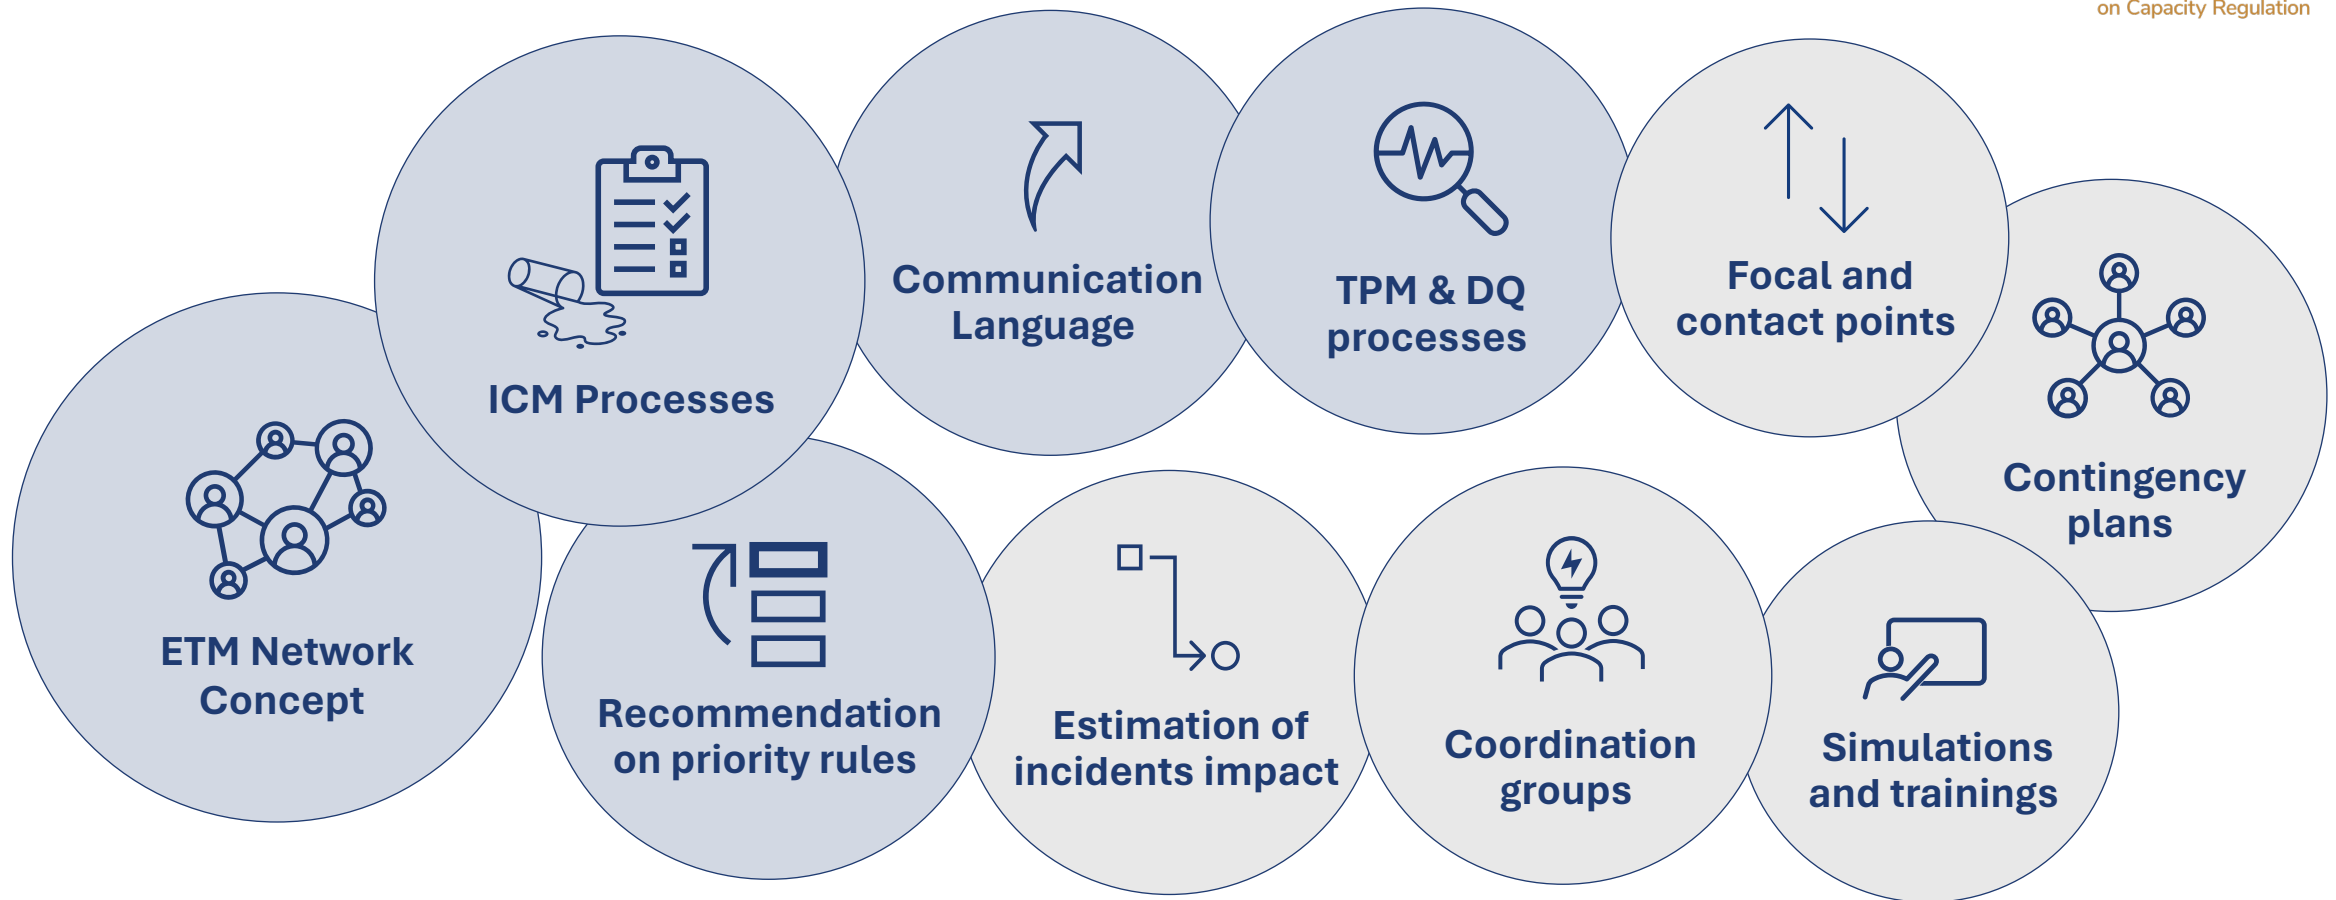 on Capacity Regulation
ICM Processes
Communication
Language
TPM & DQ
processes
Focal and
contact points
Contingency
plans
ETM Network
Concept
Recommendation
on priority rules
Estimation of
incidents impact
Coordination
groups
Simulations
and trainings